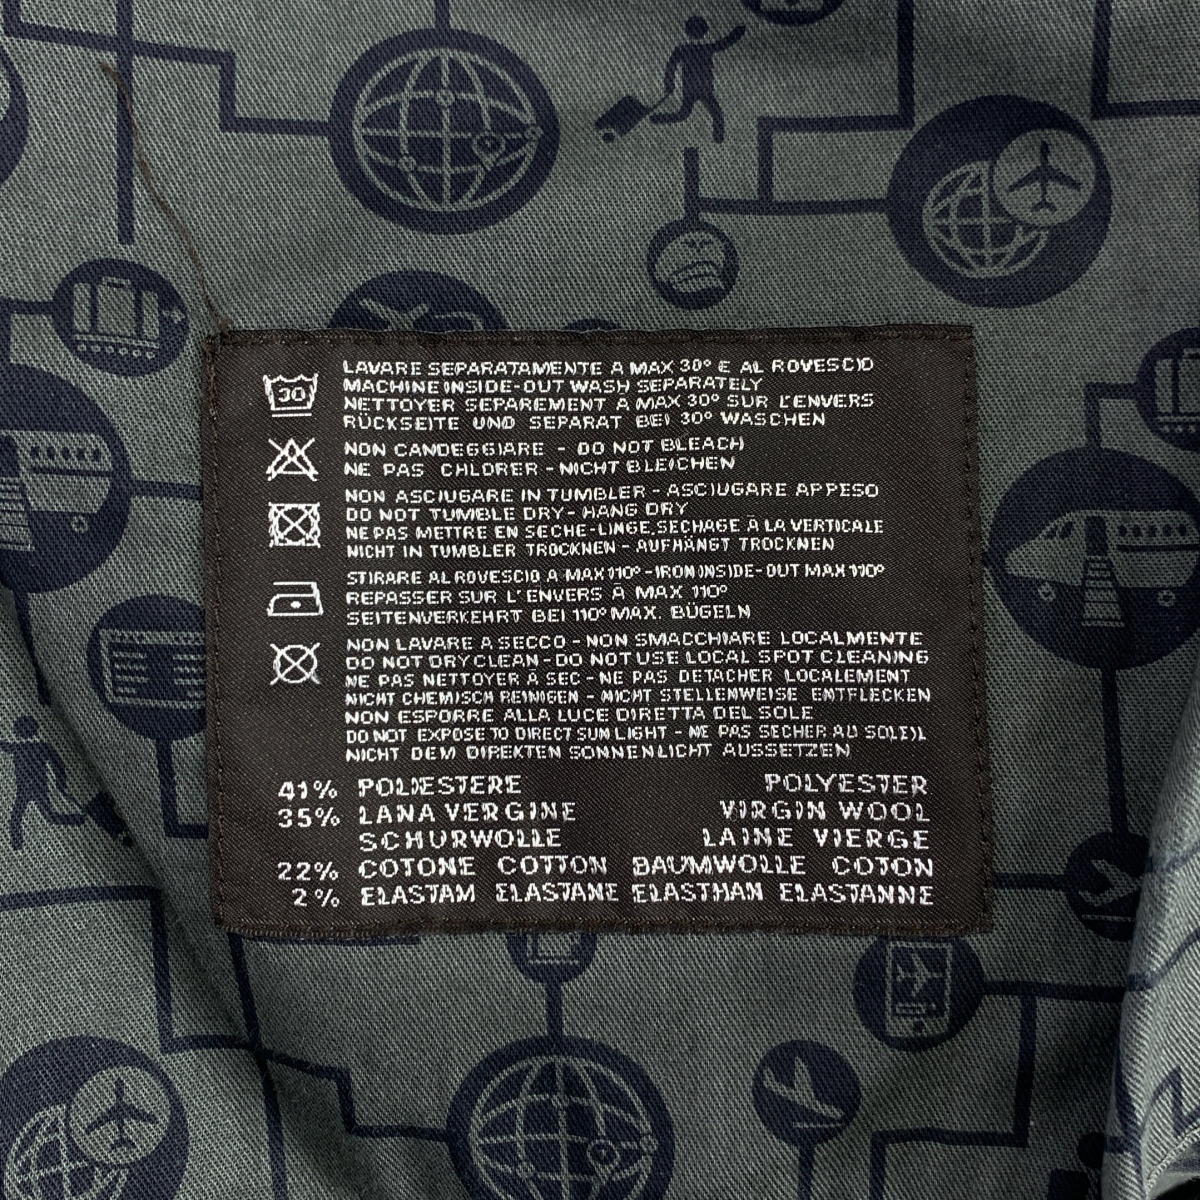 30
LAVARE SEPARATAMENTE A MAX 30° E AL ROVESCIO
MACHINE INSIDE-OUT WASH SEPARATELY
NETTOYER SEPAREMENT A MAX 30° SUR L'ENVERS
RÜCKSEITE UND SEPARAT BEI 30° WASCHEN
NON CANDEGGIARE - DO NOT BLEACH
NE PAS CHLORER - NICHT BLEICHEN
NON ASCIUGARE IN TUMBLER - ASCIUGARE APPESO
DO NOT TUMBLE DRY - HANG DRY
NE PAS METTRE EN SECHE-LINGE, SECHAGE À LA VERTICALE
NICHT IN TUMBLER TROCKNEN - AUFHÄNGT TROCKNEN
STIRARE AL ROVESCIO A MAX 110° - IRON INSIDE-OUT MAX 110°
REPASSER SUR L'ENVERS A MAX 110°
SEITENVERKEHRT BEI 110° MAX. BÜGELN
NON LAVARE A SECCO - NON SMACCHIARE LOCALMENTE
DO NOT DRY CLEAN - DO NOT USE LOCAL SPOT CLEANING
NE PAS NETTOYER A SEC - NE PAS DETACHER LOCALEMENT
NICHT CHEMISCH REINIGEN - NICHT STELLENWEISE EMTFLECKEN
NON ESPORRE ALLA LUCE DIRETTA DEL SOLE
DO NOT EXPOSE TO DIRECT SUN LIGHT - NE PAS SECHER AU SOLEIL
NICHT DEM DIREKTEN SONNENLICHT AUSSETZEN
41% POLIESTERE POLYESTER
35% LANA VERGINE VIRGIN WOOL
SCHURWOLLE LAINE VIERGE
22% COTONE COTTON BAUMWOLLE COTON
2% ELASTAM ELASTANE ELASTHAN ELASTANNE